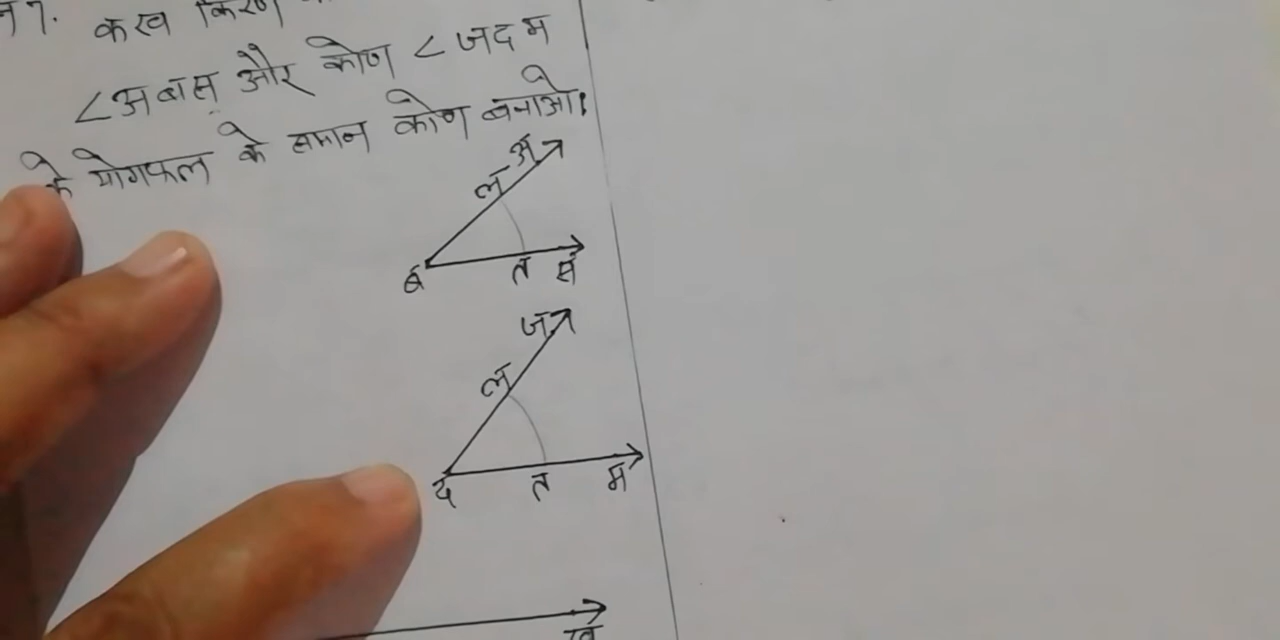 7. कख किरण
∠अबस और कोण ∠जदम
के योगफल के समान कोण बनाओ।
अ
ल
ब त स
ज
ल
द त म
ख